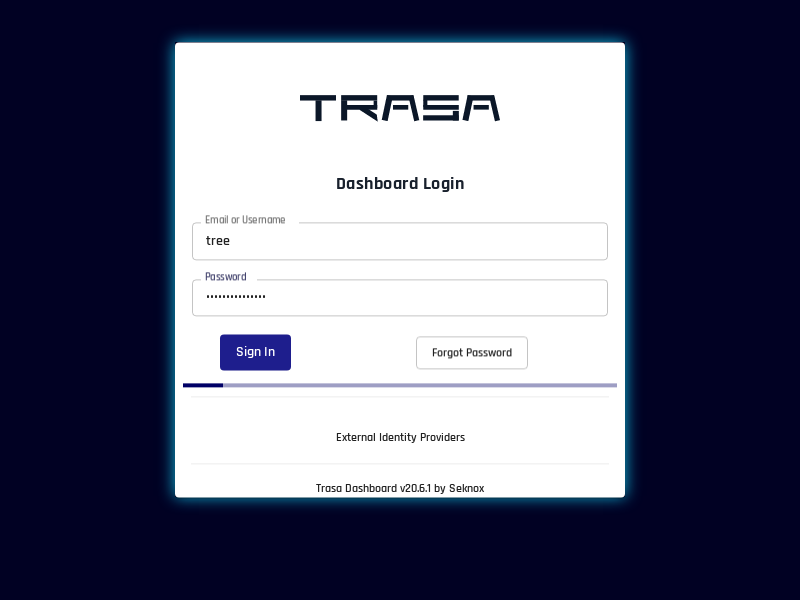 TRASA
Dashboard Login
Email or Username
tree
Password
•••••••••••••••
Sign In
Forgot Password
External Identity Providers
Trasa Dashboard v20.6.1 by Seknox